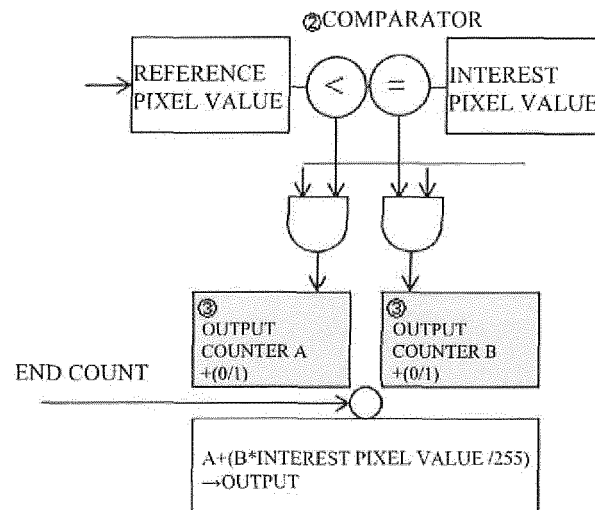 ②COMPARATOR
REFERENCE
PIXEL VALUE
<
=
INTEREST
PIXEL VALUE
③
OUTPUT
COUNTER A
+(0/1)
③
OUTPUT
COUNTER B
+(0/1)
END COUNT
A+(B*INTEREST PIXEL VALUE /255)
→OUTPUT